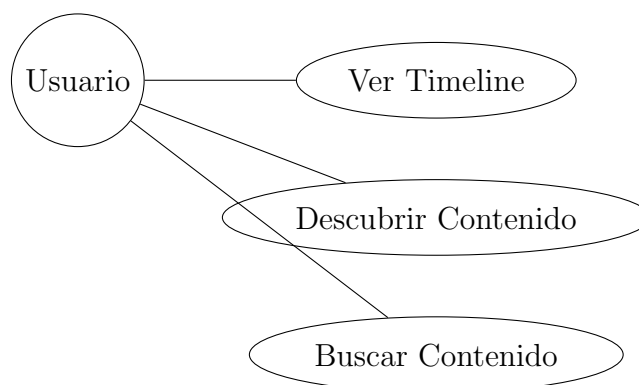 Usuario
Ver Timeline
Descubrir Contenido
Buscar Contenido